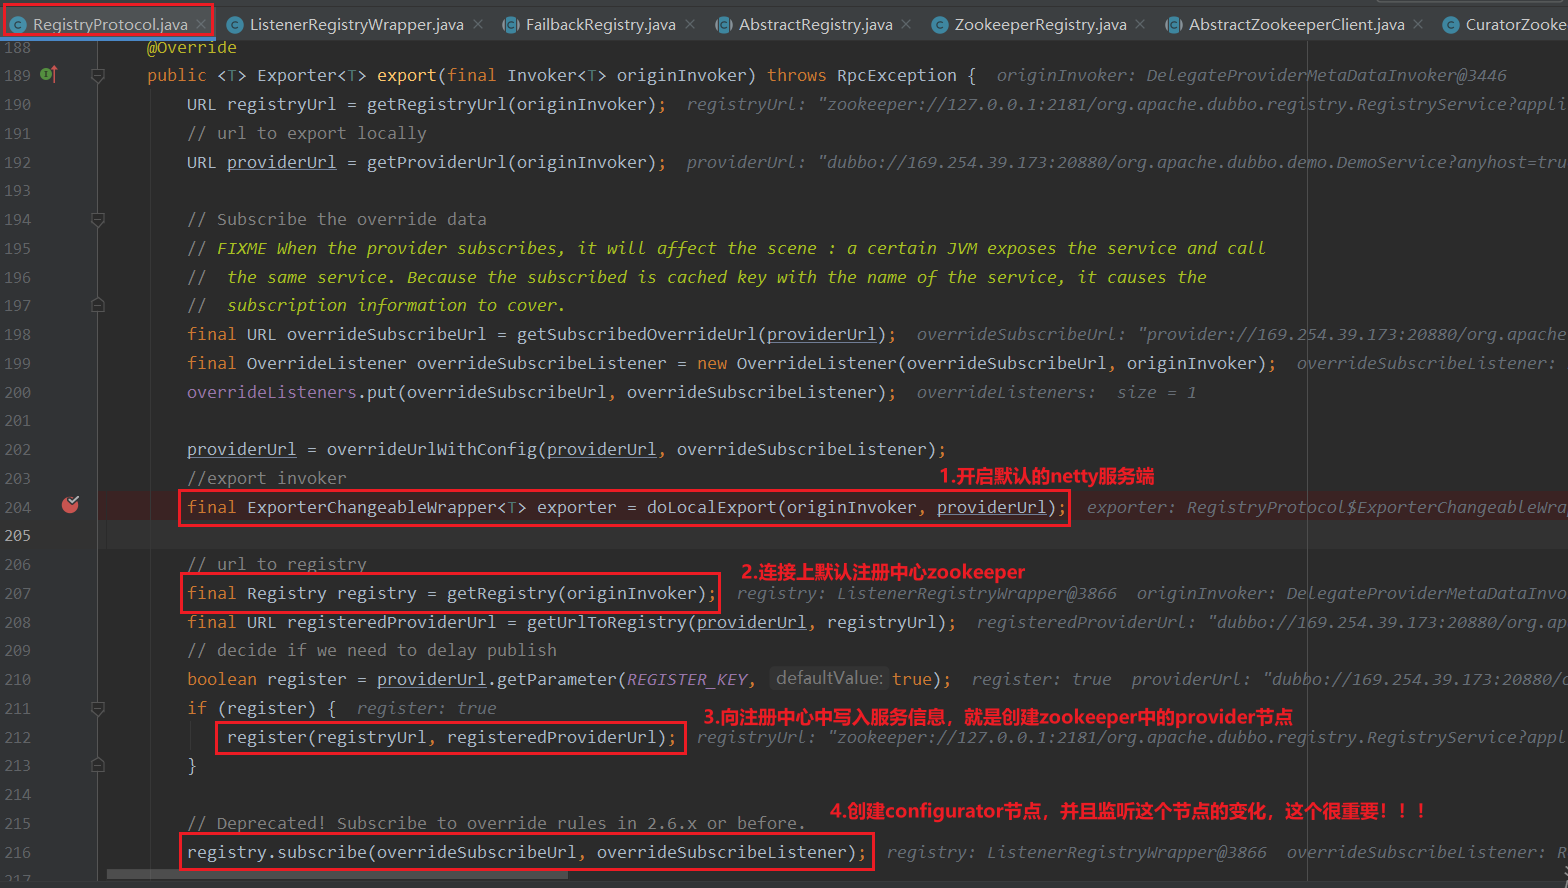 RegistryProtocol.java × ListenerRegistryWrapper.java × FailbackRegistry.java × AbstractRegistry.java × ZookeeperRegistry.java × AbstractZookeeperClient.java × CuratorZooke
188 @Override
189 public <T> Exporter<T> export(final Invoker<T> originInvoker) throws RpcException { originInvoker: DelegateProviderMetaDataInvoker@3446
190 URL registryUrl = getRegistryUrl(originInvoker); registryUrl: "zookeeper://127.0.0.1:2181/org.apache.dubbo.registry.RegistryService?appli
191 // url to export locally
192 URL providerUrl = getProviderUrl(originInvoker); providerUrl: "dubbo://169.254.39.173:20880/org.apache.dubbo.demo.DemoService?anyhost=tru
193
194 // Subscribe the override data
195 // FIXME When the provider subscribes, it will affect the scene : a certain JVM exposes the service and call
196 // the same service. Because the subscribed is cached key with the name of the service, it causes the
197 // subscription information to cover.
198 final URL overrideSubscribeUrl = getSubscribedOverrideUrl(providerUrl); overrideSubscribeUrl: "provider://169.254.39.173:20880/org.apache
199 final OverrideListener overrideSubscribeListener = new OverrideListener(overrideSubscribeUrl, originInvoker); overrideSubscribeListener:
200 overrideListeners.put(overrideSubscribeUrl, overrideSubscribeListener); overrideListeners: size = 1
201
202 providerUrl = overrideUrlWithConfig(providerUrl, overrideSubscribeListener);
203 //export invoker
1.开启默认的netty服务端
204 final ExporterChangeableWrapper<T> exporter = doLocalExport(originInvoker, providerUrl); exporter: RegistryProtocol$ExporterChangeableWra
205
206 // url to registry
2.连接上默认注册中心zookeeper
207 final Registry registry = getRegistry(originInvoker); registry: ListenerRegistryWrapper@3866 originInvoker: DelegateProviderMetaDataInvo
208 final URL registeredProviderUrl = getUrlToRegistry(providerUrl, registryUrl); registeredProviderUrl: "dubbo://169.254.39.173:20880/org.ap
209 // decide if we need to delay publish
210 boolean register = providerUrl.getParameter(REGISTER_KEY, defaultValue: true); register: true providerUrl: "dubbo://169.254.39.173:20880/o
211 if (register) { register: true
3.向注册中心中写入服务信息，就是创建zookeeper中的provider节点
212 register(registryUrl, registeredProviderUrl); registryUrl: "zookeeper://127.0.0.1:2181/org.apache.dubbo.registry.RegistryService?appli
213 }
214
4.创建configurator节点，并且监听这个节点的变化，这个很重要！！！
215 // Deprecated! Subscribe to override rules in 2.6.x or before.
216 registry.subscribe(overrideSubscribeUrl, overrideSubscribeListener); registry: ListenerRegistryWrapper@3866 overrideSubscribeListener: R
217